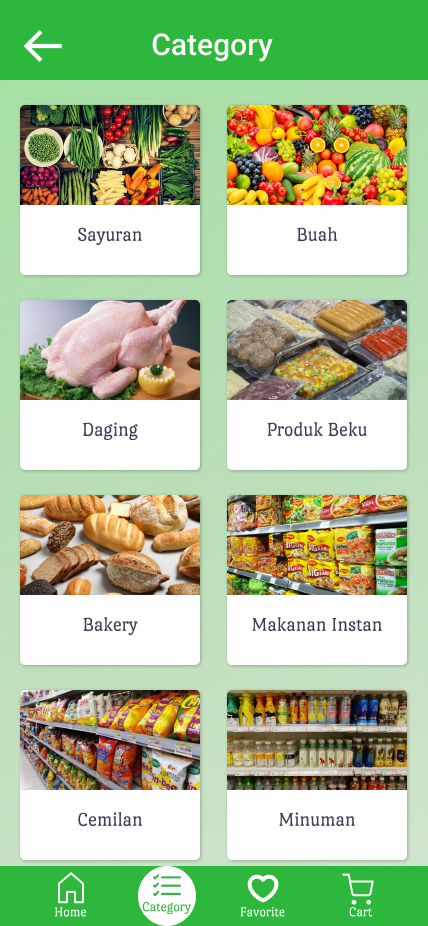 Category
Sayuran
Buah
Daging
Produk Beku
Bakery
Makanan Instan
Cemilan
Minuman
Home
Category
Favorite
Cart